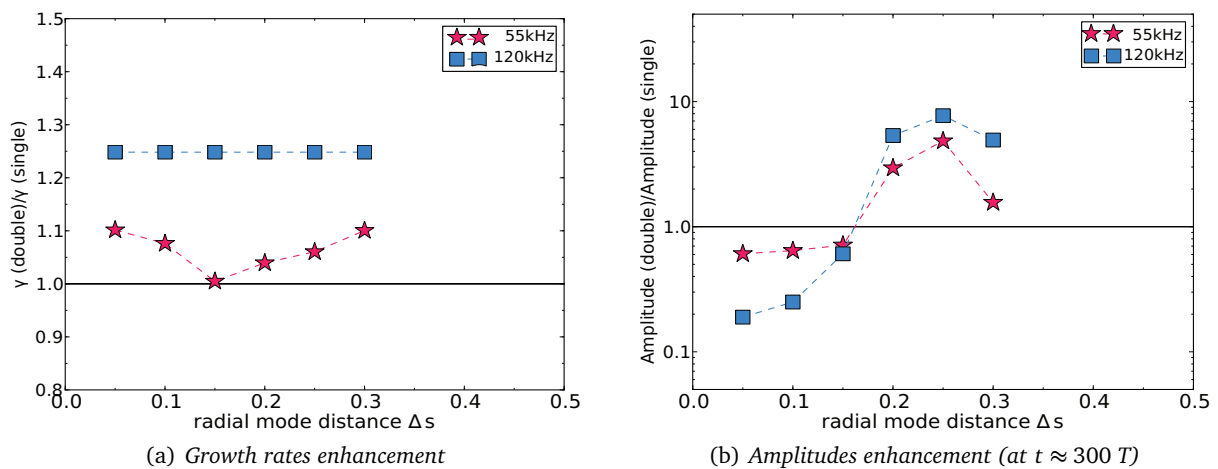 1.5
1.4
1.3
1.2
1.1
1.0
0.9
0.8
γ (double)/γ (single)
55kHz
120kHz
0.0 0.1 0.2 0.3 0.4 0.5
radial mode distance Δs
(a) Growth rates enhancement
10
1.0
0.1
Amplitude (double)/Amplitude (single)
55kHz
120kHz
0.0 0.1 0.2 0.3 0.4 0.5
radial mode distance Δs
(b) Amplitudes enhancement (at t ≈ 300 T)